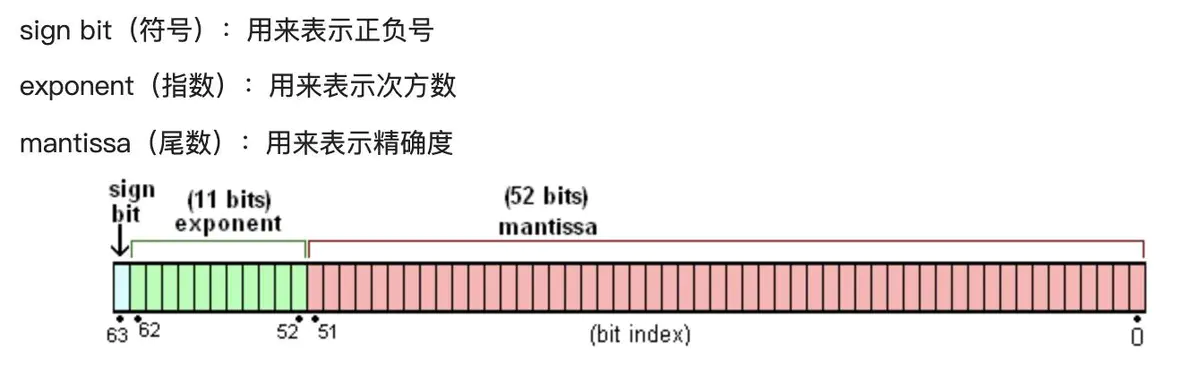 sign bit（符号）：用来表示正负号
exponent（指数）：用来表示次方数
mantissa（尾数）：用来表示精确度
sign
bit
(11 bits)
exponent
(52 bits)
mantissa
63
62
52
51
(bit index)
0